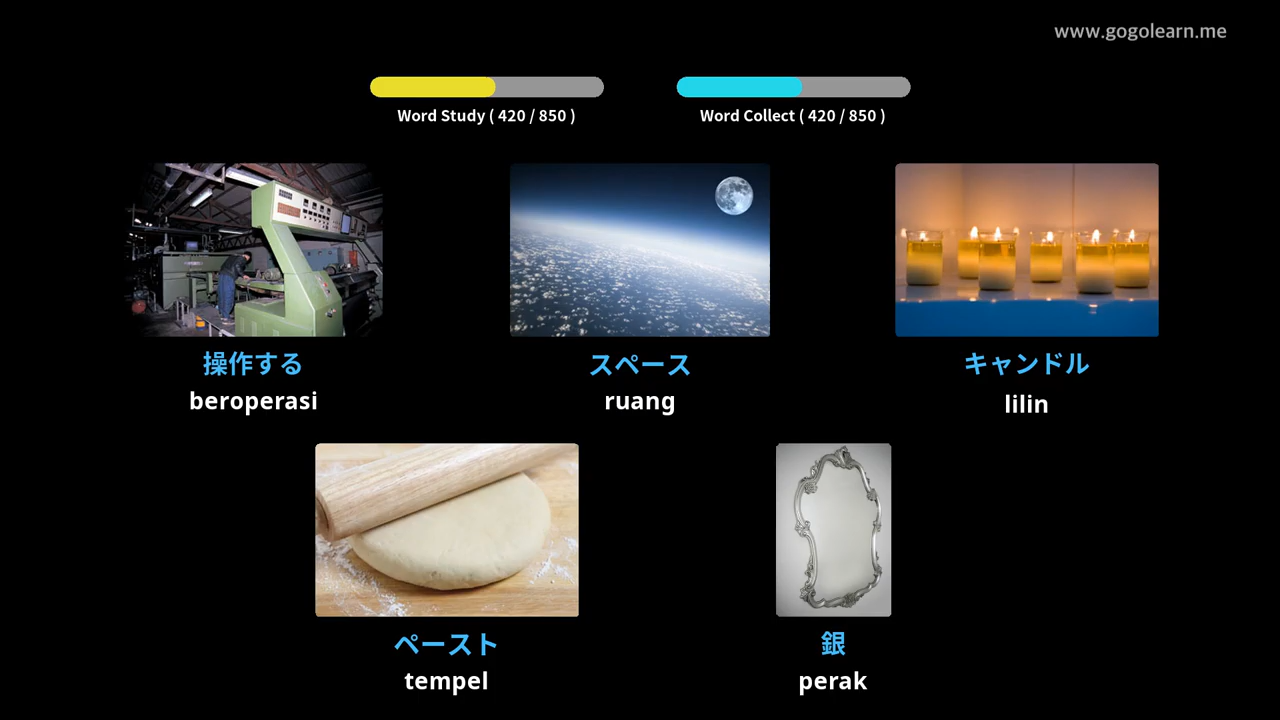 www.gogolearn.me
Word Study ( 420 / 850 )
Word Collect ( 420 / 850 )
操作する
beroperasi
スペース
ruang
キャンドル
lilin
ペースト
tempel
銀
perak